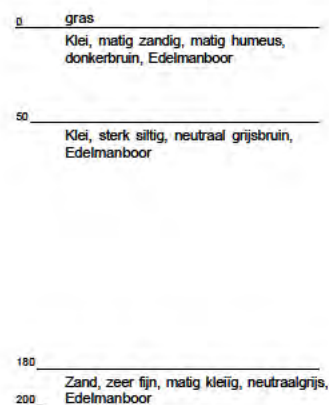 0 gras
Klei, matig zandig, matig humeus,
donkerbruin, Edelmanboor
50
Klei, sterk siltig, neutraal grijsbruin,
Edelmanboor
180
Zand, zeer fijn, matig kleiig, neutraalgrijs,
200 Edelmanboor